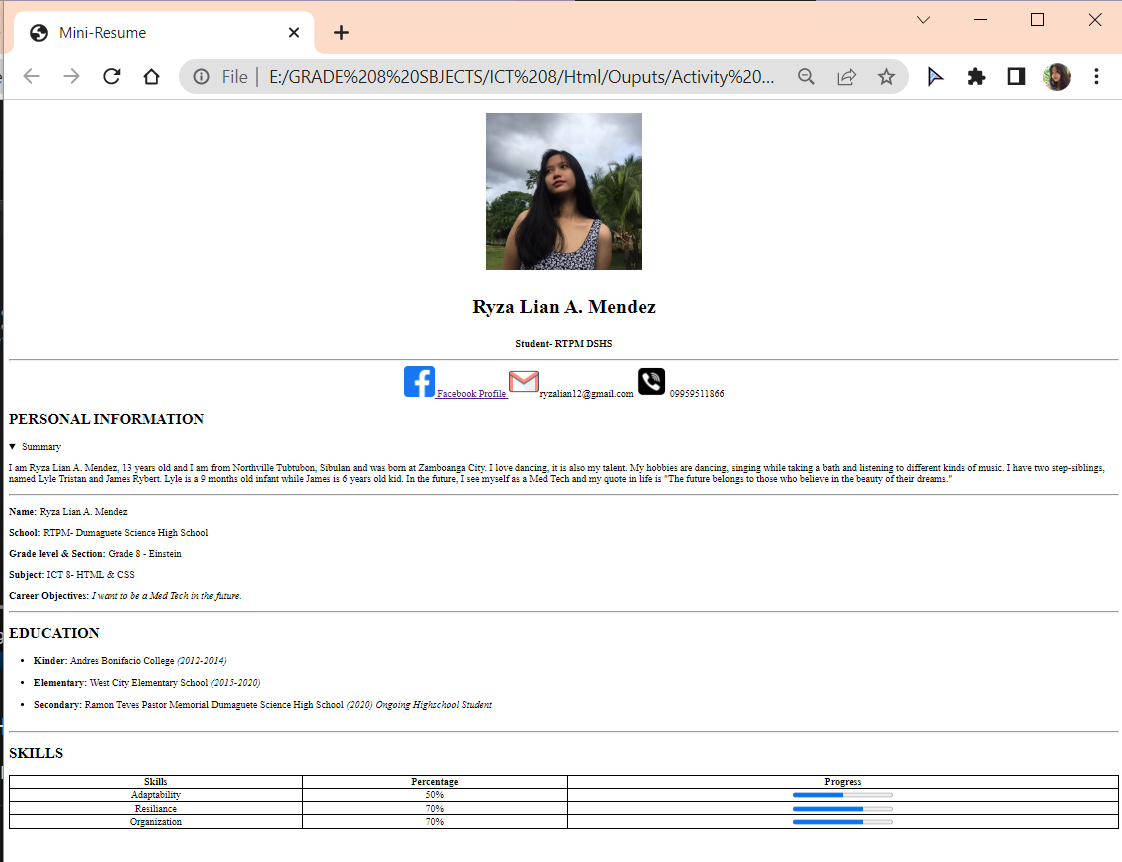 Mini-Resume
File | E:/GRADE%208%20SBJECTS/ICT%208/Html/Ouputs/Activity%20...
Ryza Lian A. Mendez
Student- RTPM DSHS
Facebook Profile ryzalian12@gmail.com 09959511866
PERSONAL INFORMATION
▼ Summary
I am Ryza Lian A. Mendez, 13 years old and I am from Northville Tubtubon, Sibulan and was born at Zamboanga City. I love dancing, it is also my talent. My hobbies are dancing, singing while taking a bath and listening to different kinds of music. I have two step-siblings,
named Lyle Tristan and James Rybert. Lyle is a 9 months old infant while James is 6 years old kid. In the future, I see myself as a Med Tech and my quote in life is "The future belongs to those who believe in the beauty of their dreams."
Name: Ryza Lian A. Mendez
School: RTPM- Dumaguete Science High School
Grade level & Section: Grade 8 - Einstein
Subject: ICT 8- HTML & CSS
Career Objectives: I want to be a Med Tech in the future.
EDUCATION
• Kinder: Andres Bonifacio College (2012-2014)
• Elementary: West City Elementary School (2015-2020)
• Secondary: Ramon Teves Pastor Memorial Dumaguete Science High School (2020) Ongoing Highschool Student
SKILLS
Skills Percentage Progress
Adaptability 50%
Resiliance 70%
Organization 70%